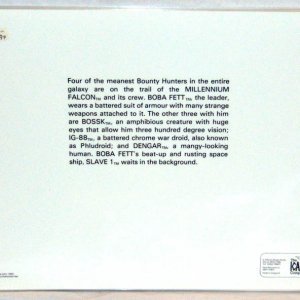 Four of the meanest Bounty Hunters in the entire
galaxy are on the trail of the MILLENNIUM
FALCON™ and its crew. BOBA FETT™, the leader,
wears a battered suit of armour with many strange
weapons attached to it. The other three with him
are BOSSK™, an amphibious creature with huge
eyes that allow him three hundred degree vision;
IG-88™, a battered chrome war droid, also known
as Phludroid; and DENGAR™, a mangy-looking
human. BOBA FETT's beat-up and rusting space
ship, SLAVE 1™ waits in the background.